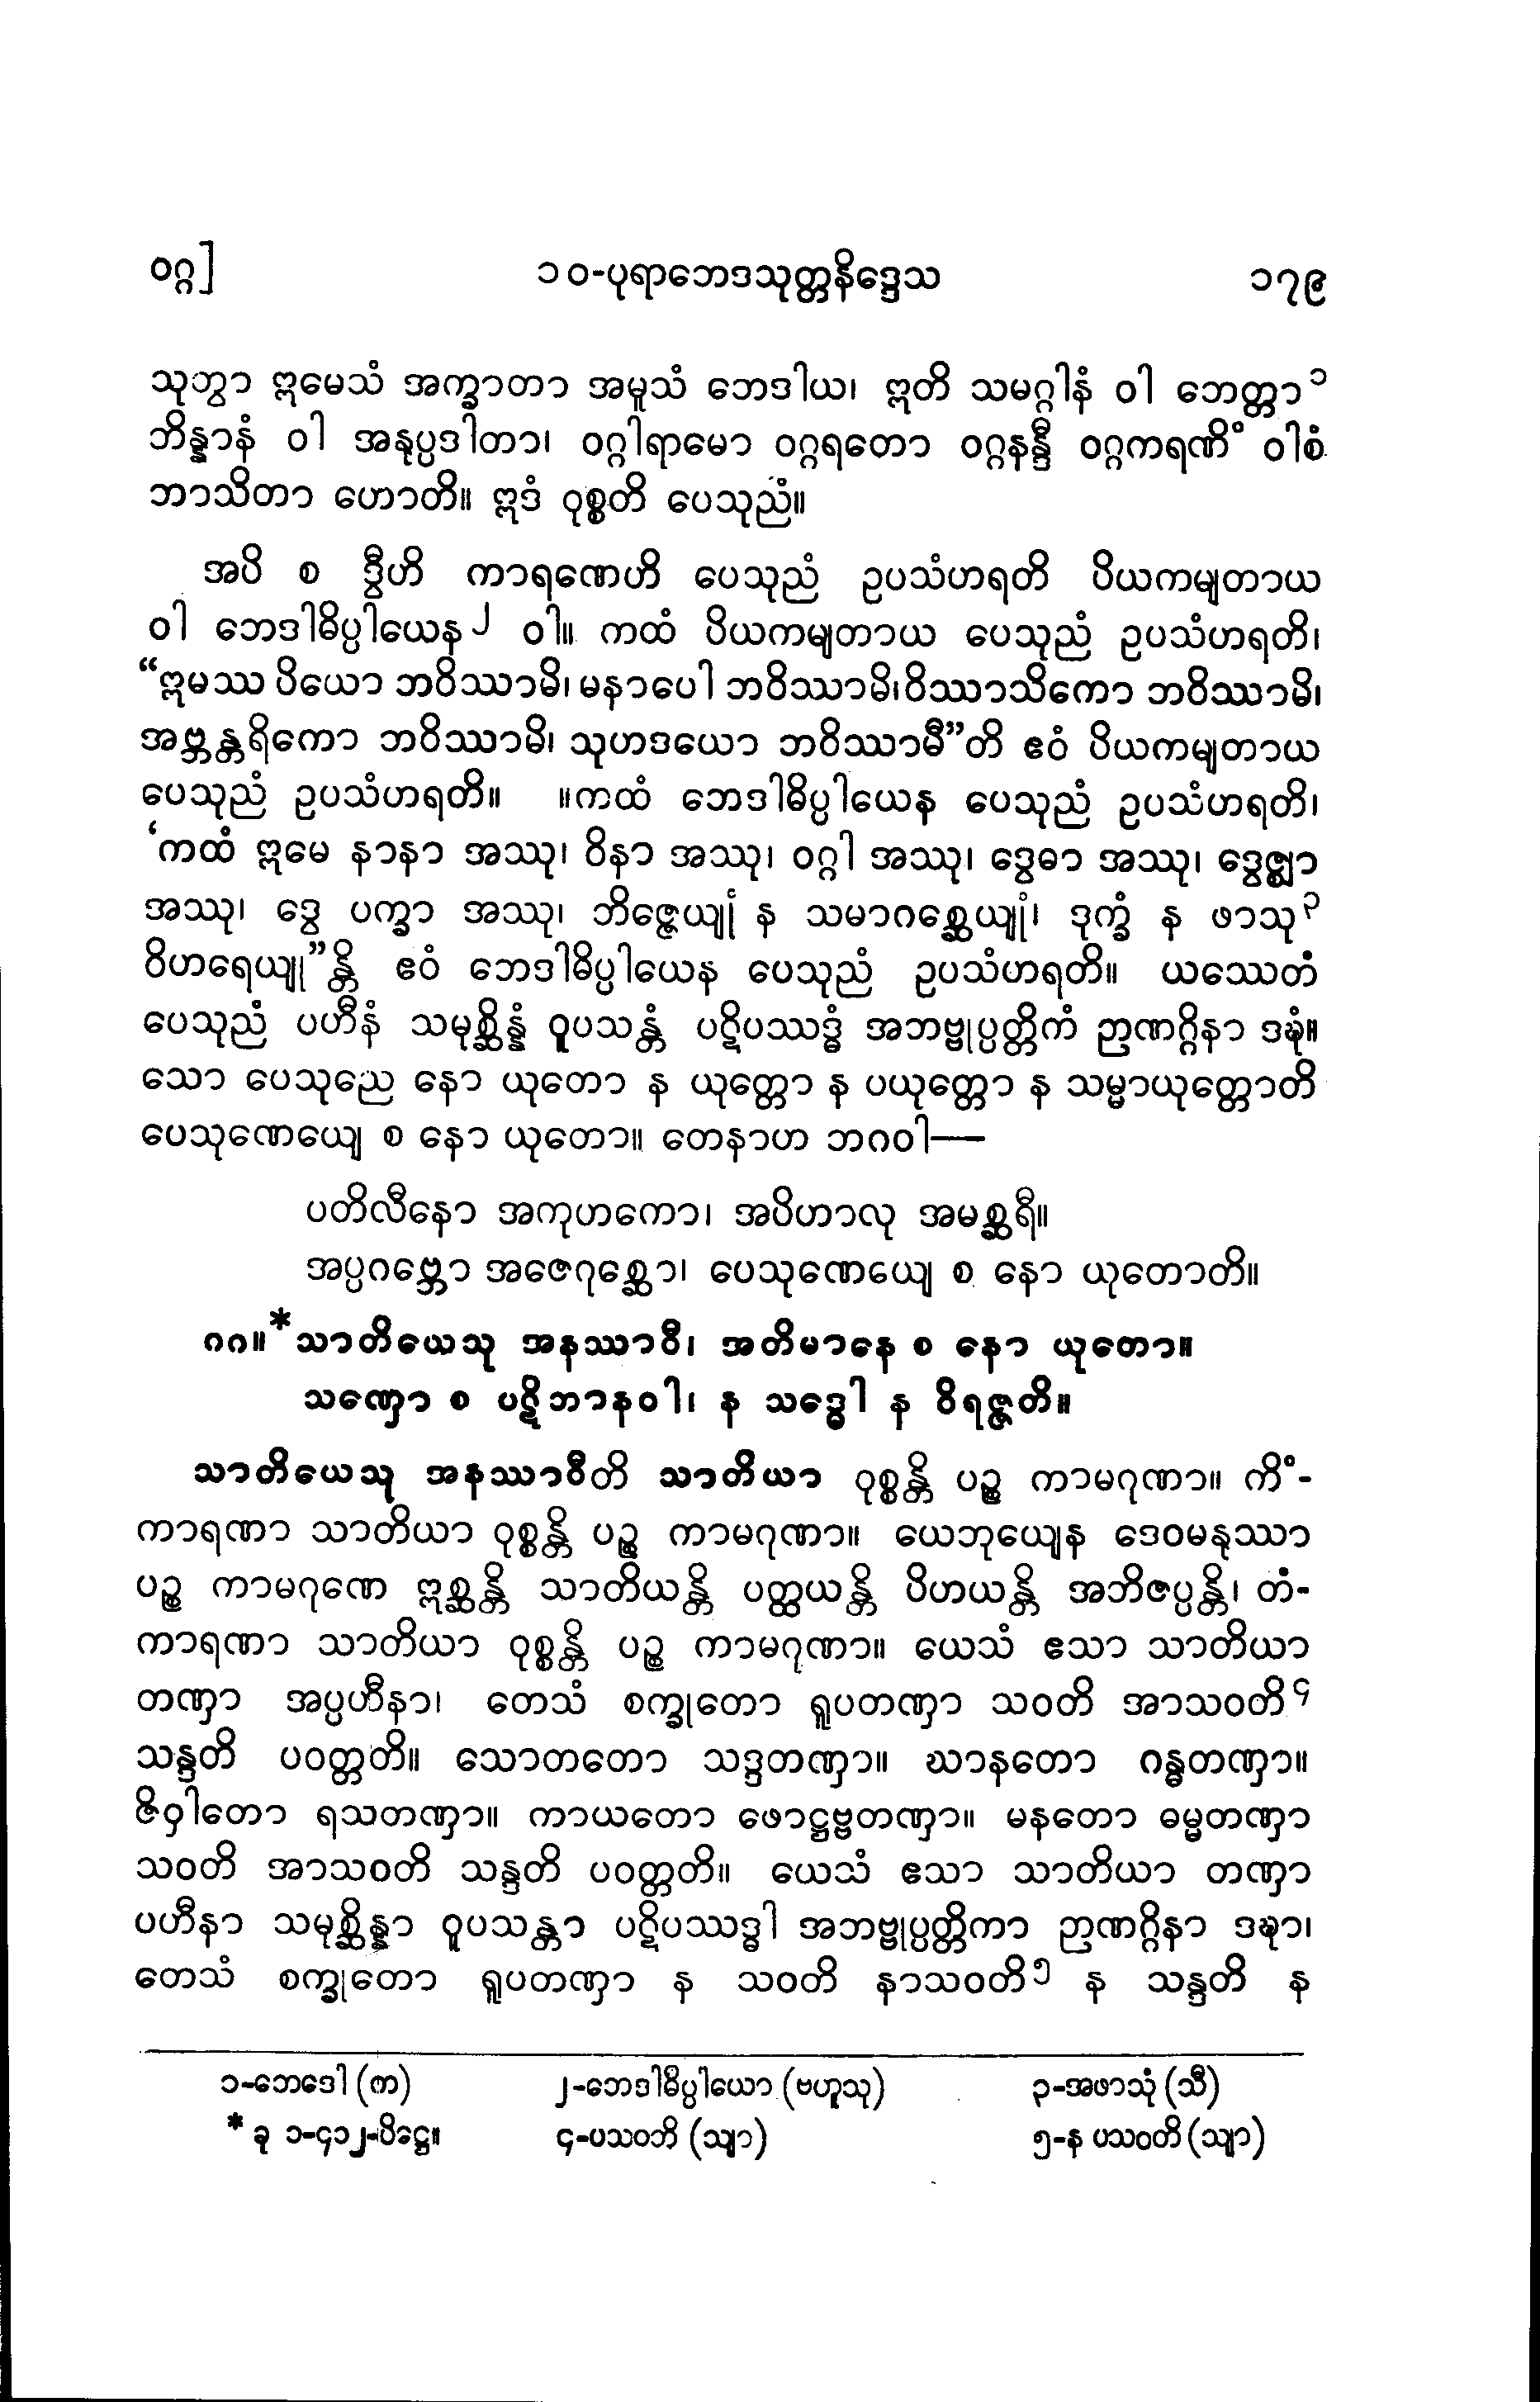 ဝဂ္ဂ]
၁၀-ပုရာဘေဒသုတ္တနိဒ္ဒေသ
၁၇၉
သုတွာ ဣမေသံ အက္ခာတာ အမူသံ ဘေဒါယ၊ ဣတိ သမဂ္ဂါနံ ဝါ ဘေတ္တာ၁
ဘိန္နာနံ ဝါ အနုပ္ပဒါတာ၊ ဝဂ္ဂါရာမော ဝဂ္ဂရတော ဝဂ္ဂနန္ဒီ ဝဂ္ဂကရဏိံ ဝါစံ
ဘာသိတာ ဟောတိ။ ဣဒံ ဝုစ္စတိ ပေသုညံ။
အပိ စ ဒွီဟိ ကာရဏေဟိ ပေသုညံ ဥပသံဟရတိ ပိယကမျတာယ
ဝါ ဘေဒါဓိပ္ပါယေန၂ ဝါ။ ကထံ ပိယကမျတာယ ပေသုညံ ဥပသံဟရတိ၊
“ဣမဿ ပိယော ဘဝိဿာမိ၊ မနာပေါ ဘဝိဿာမိ၊ဝိဿာသိကော ဘဝိဿာမိ၊
အဗ္ဘန္တရိကော ဘဝိဿာမိ၊ သုဟဒယော ဘဝိဿာမီ”တိ ဧဝံ ပိယကမျတာယ
ပေသုညံ ဥပသံဟရတိ။ ။ကထံ ဘေဒါဓိပ္ပါယေန ပေသုညံ ဥပသံဟရတိ၊
‘ကထံ ဣမေ နာနာ အဿု၊ ဝိနာ အဿု၊ ဝဂ္ဂါ အဿု၊ ဒွေဓာ အဿု၊ ဒွေဇ္ဈာ
အဿု၊ ဒွေ ပက္ခာ အဿု၊ ဘိဇ္ဇေယျုံ န သမာဂစ္ဆေယျုံ၊ ဒုက္ခံ န ဖာသု၃
ဝိဟရေယျု”န္တိ ဧဝံ ဘေဒါဓိပ္ပါယေန ပေသုညံ ဥပသံဟရတိ။ ယဿေတံ
ပေသုညံ ပဟီနံ သမုစ္ဆိန္နံ ဝူပသန္တံ ပဋိပဿဒ္ဓံ အဘဗ္ဗုပ္ပတ္တိကံ ဉာဏဂ္ဂိနာ ဒဍ္ဎံ။
သော ပေသုညေ နော ယုတော န ယုတ္တော န ပယုတ္တော န သမ္မာယုတ္တောတိ
ပေသုဏေယျေ စ နော ယုတော။ တေနာဟ ဘဂဝါ—
ပတိလီနော အကုဟကော၊ အပိဟာလု အမစ္ဆရီ။
အပ္ပဂဗ္ဘော အဇေဂုစ္ဆော၊ ပေသုဏေယျေ စ နော ယုတောတိ။
ဂဂ။*သာတိယေသု အနဿာဝီ၊ အတိမာနေ စ နော ယုတော။
သဏှော စ ပဋိဘာနဝါ၊ န သဒ္ဓေါ န ဝိရဇ္ဇတိ။
သာတိယေသု အနဿာဝီတိ သာတိယာ ဝုစ္စန္တိ ပဉ္စ ကာမဂုဏာ။ ကိံ-
ကာရဏာ သာတိယာ ဝုစ္စန္တိ ပဉ္စ ကာမဂုဏာ။ ယေဘုယျေန ဒေဝမနုဿာ
ပဉ္စ ကာမဂုဏေ ဣစ္ဆန္တိ သာတိယန္တိ ပတ္ထယန္တိ ပိဟယန္တိ အဘိဇပ္ပန္တိ၊ တံ-
ကာရဏာ သာတိယာ ဝုစ္စန္တိ ပဉ္စ ကာမဂုဏာ။ ယေသံ ဧသာ သာတိယာ
တဏှာ အပ္ပဟီနာ၊ တေသံ စက္ခုတော ရူပတဏှာ သဝတိ အာသဝတိ၄
သန္ဒတိ ပဝတ္တတိ။ သောတတော သဒ္ဒတဏှာ။ ဃာနတော ဂန္ဓတဏှာ။
ဇိဝှါတော ရသတဏှာ။ ကာယတော ဖောဋ္ဌဗ္ဗတဏှာ။ မနတော ဓမ္မတဏှာ
သဝတိ အာသဝတိ သန္ဒတိ ပဝတ္တတိ။ ယေသံ ဧသာ သာတိယာ တဏှာ
ပဟီနာ သမုစ္ဆိန္နာ ဝူပသန္တာ ပဋိပဿဒ္ဓါ အဘဗ္ဗုပ္ပတ္တိကာ ဉာဏဂ္ဂိနာ ဒဍ္ဎာ၊
တေသံ စက္ခုတော ရူပတဏှာ န သဝတိ နာသဝတိ၅ န သန္ဒတိ န
၁-ဘေဒေါ (က)
၂-ဘေဒါဓိပ္ပါယော (ဗဟူသု)
၃-အဖာသုံ (သီ)
* ခု ၁-၄၁၂-ပိဋ္ဌေ။
၄-ပသဝဘိ (သျာ)
၅-န ပသဝတိ (သျာ)